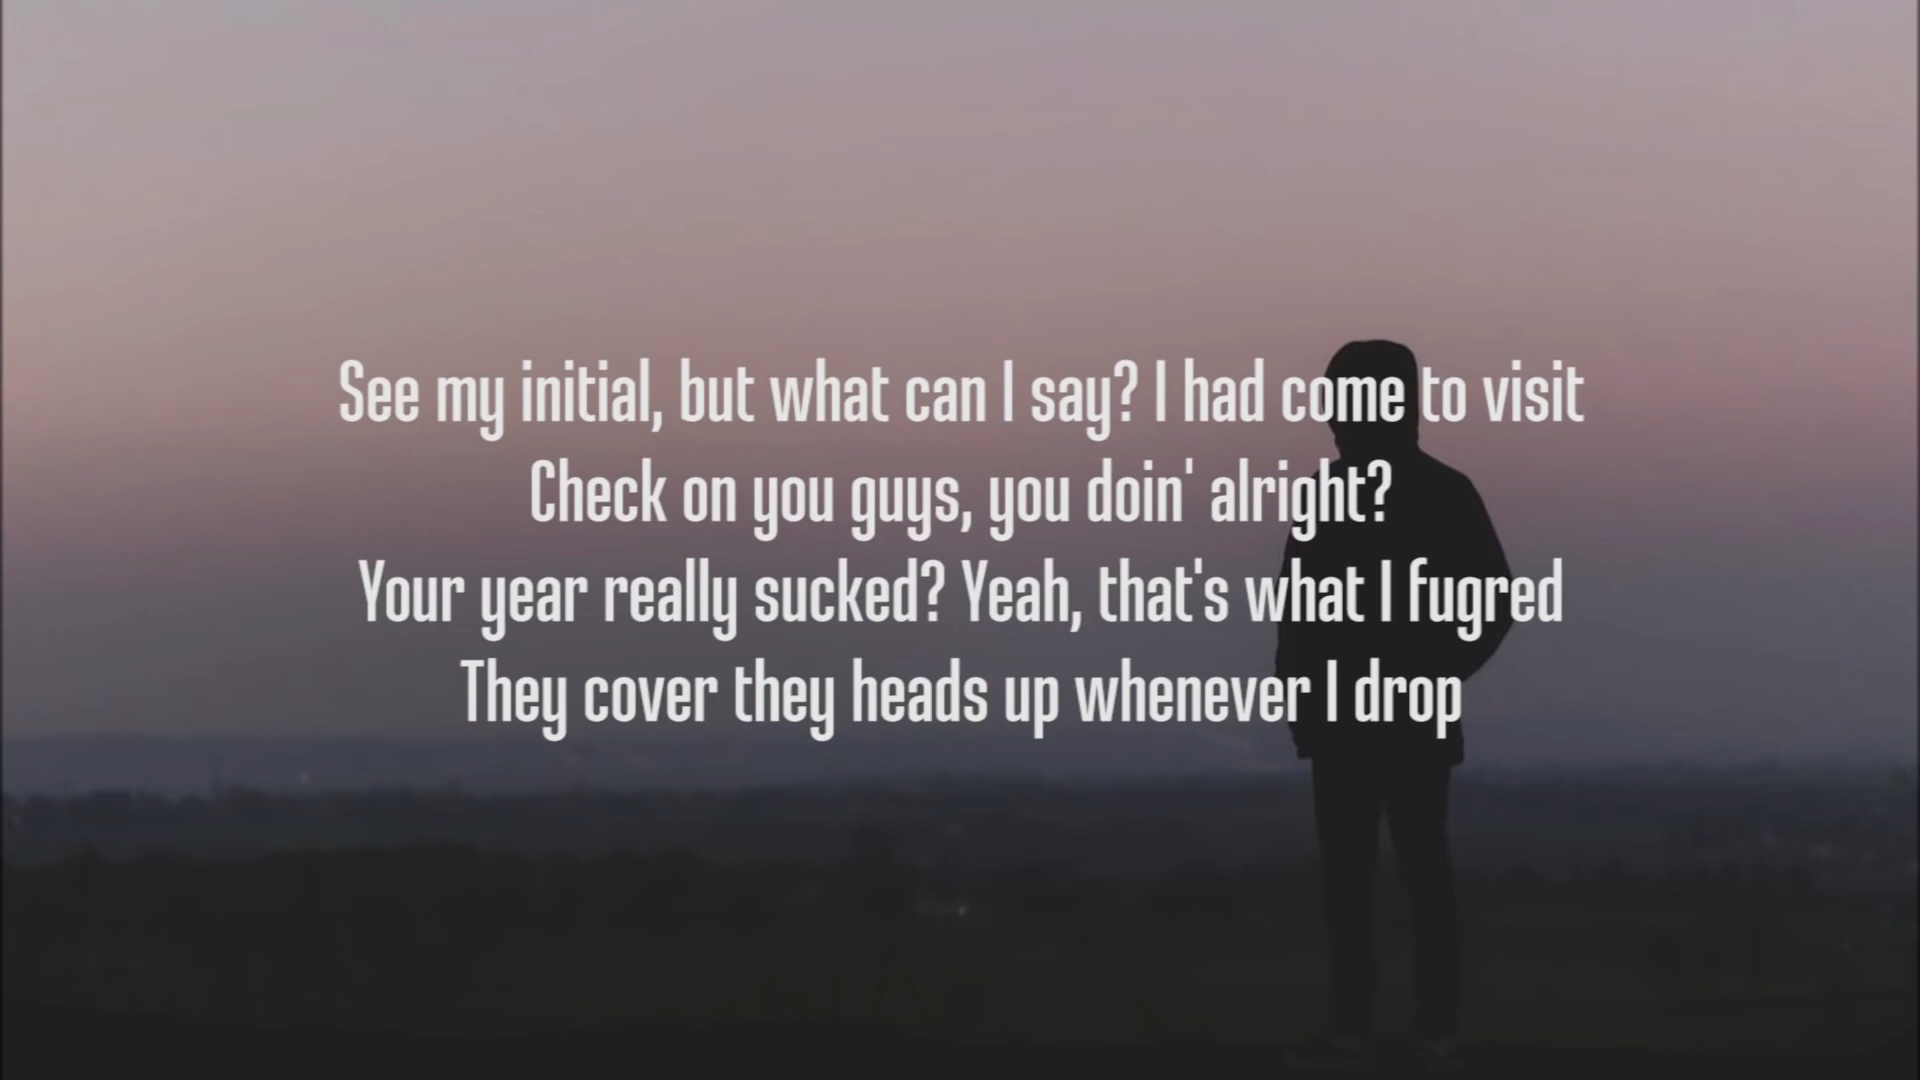 See my initial, but what can I say? I had come to visit
Check on you guys, you doin' alright?
Your year really sucked? Yeah, that's what I fugred
They cover they heads up whenever I drop